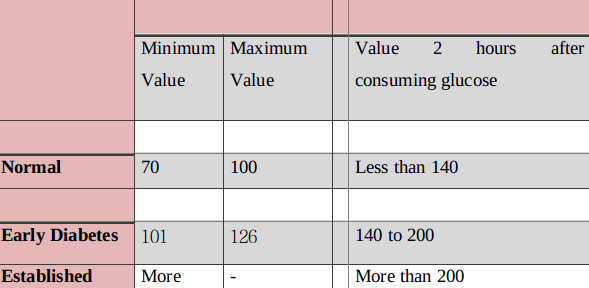 Minimum Maximum Value 2 hours after
Value Value consuming glucose
Normal 70 100 Less than 140
Early Diabetes 101 126 140 to 200
Established More - More than 200